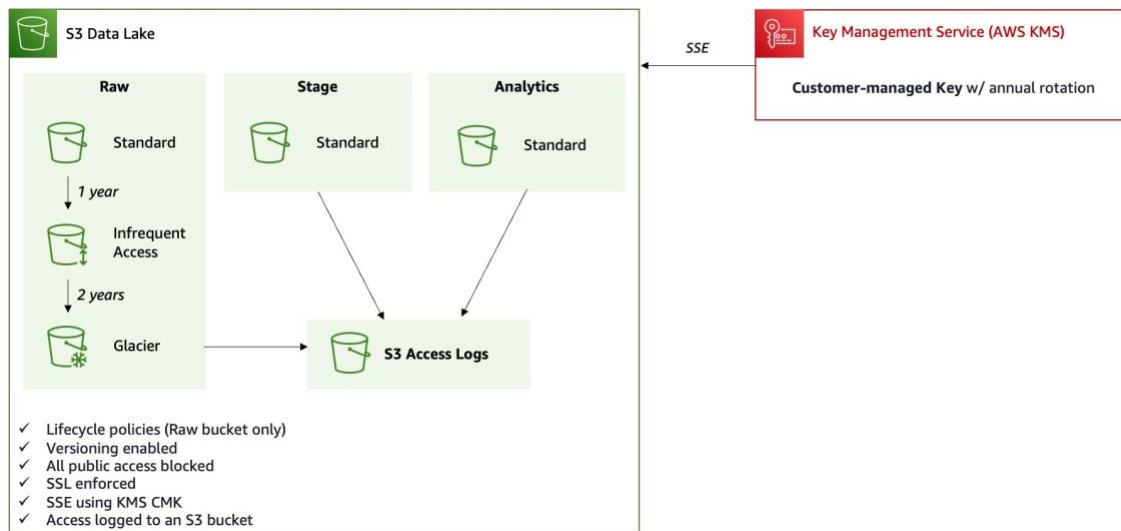 S3 Data Lake
Raw
Standard
1 year
Infrequent
Access
2 years
Glacier
Stage
Standard
Analytics
Standard
S3 Access Logs
✓ Lifecycle policies (Raw bucket only)
✓ Versioning enabled
✓ All public access blocked
✓ SSL enforced
✓ SSE using KMS CMK
✓ Access logged to an S3 bucket
SSE
Key Management Service (AWS KMS)
Customer-managed Key w/ annual rotation